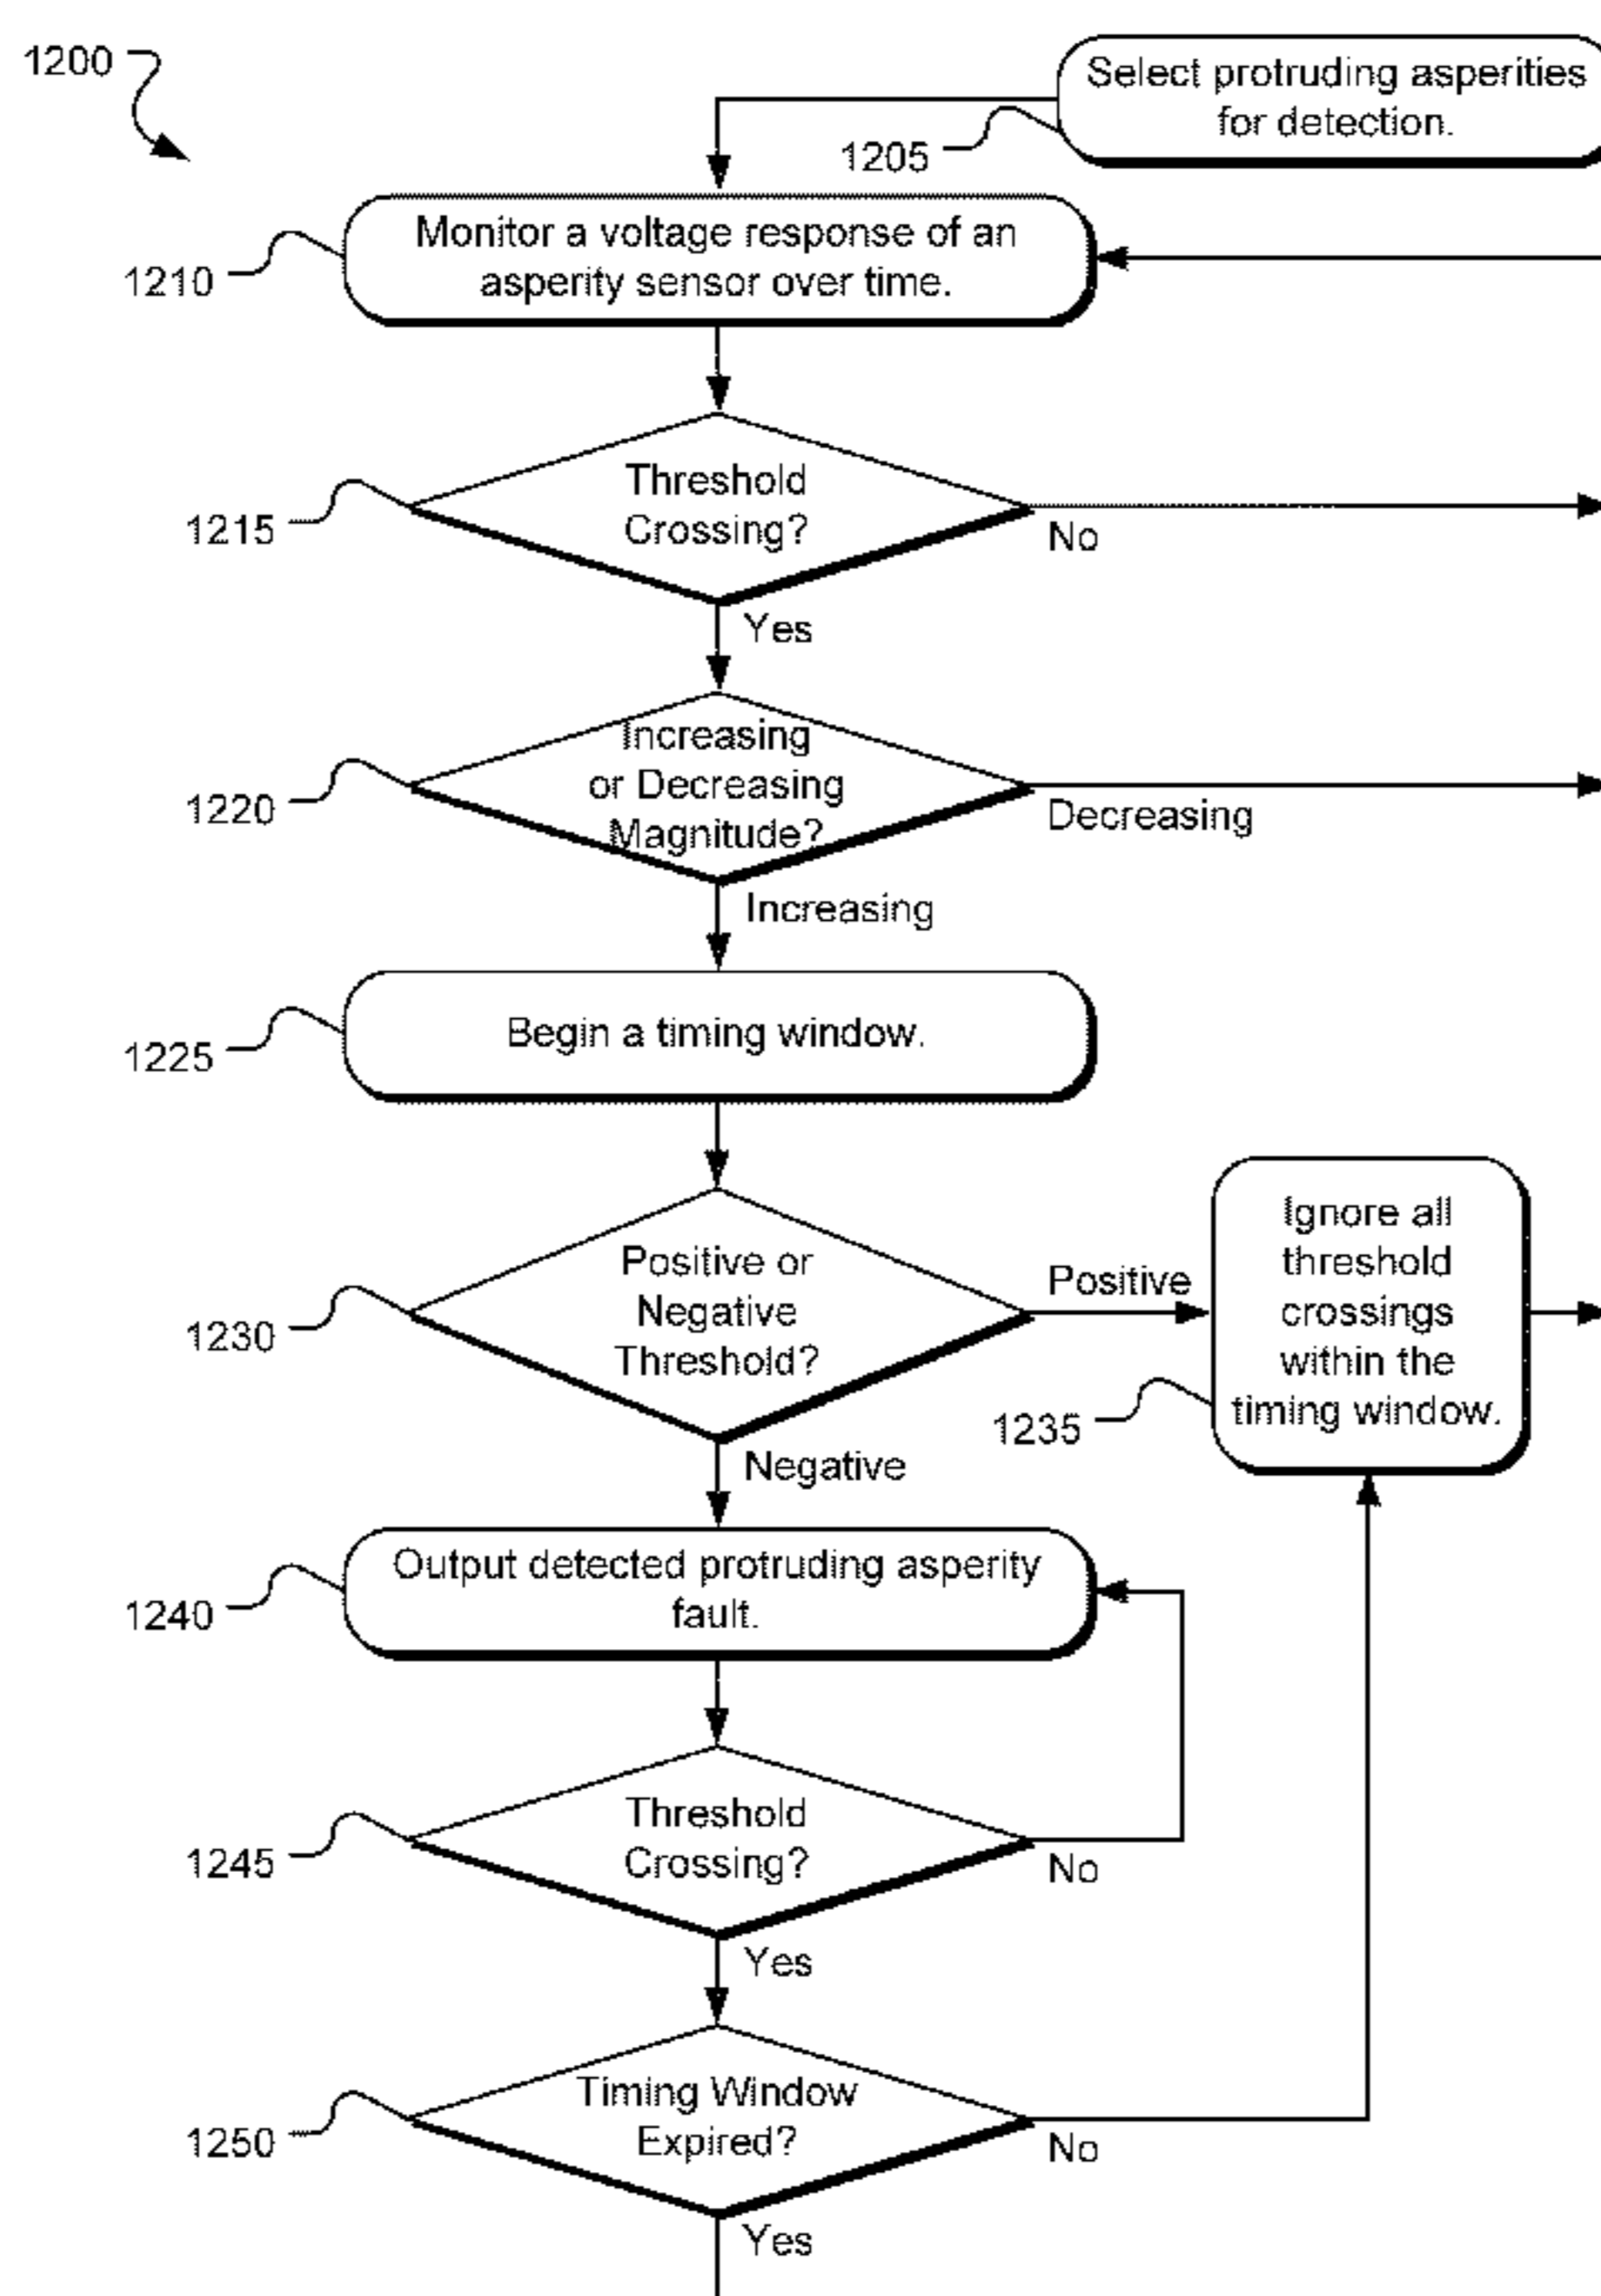 1200
Select protruding asperities
for detection.
1205
Monitor a voltage response of an
asperity sensor over time.
1210
Threshold
Crossing?
1215
No
Yes
Increasing
or Decreasing
Magnitude?
1220
Decreasing
Increasing
Begin a timing window.
1225
Positive or
Negative
Threshold?
1230
Positive
Ignore all
threshold
crossings
within the
timing window.
1235
Negative
Output detected protruding asperity
fault.
1240
Threshold
Crossing?
1245
No
Yes
Timing Window
Expired?
1250
No
Yes